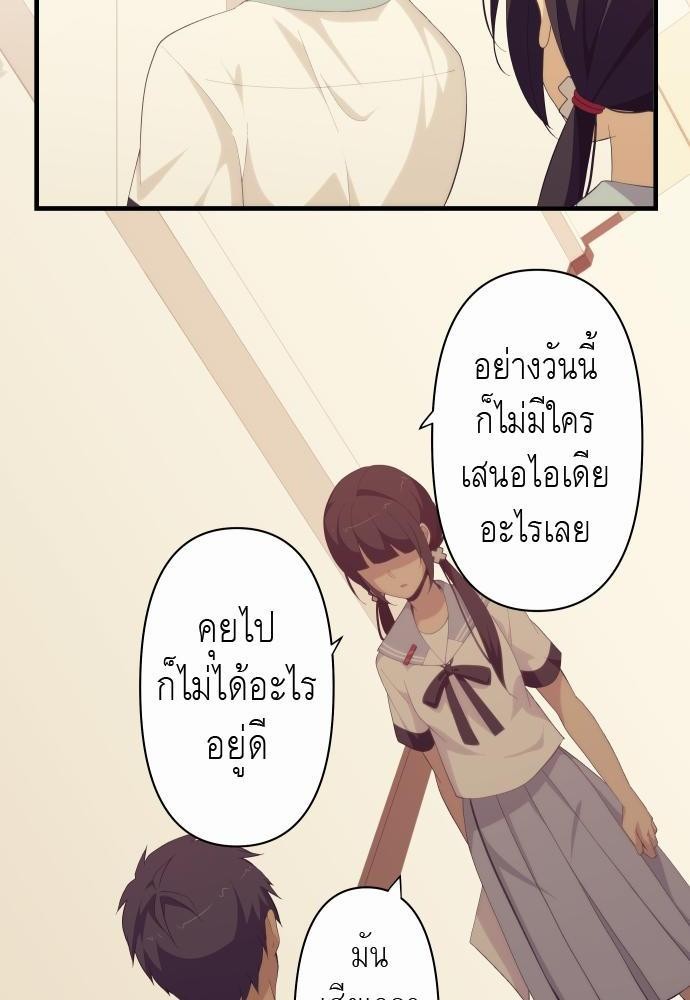 อย่างวันนี้
ก็ไม่มีใคร
เสนอไอเดีย
อะไรเลย
คุยไป
ก็ไม่ได้อะไร
อยู่ดี
มัน